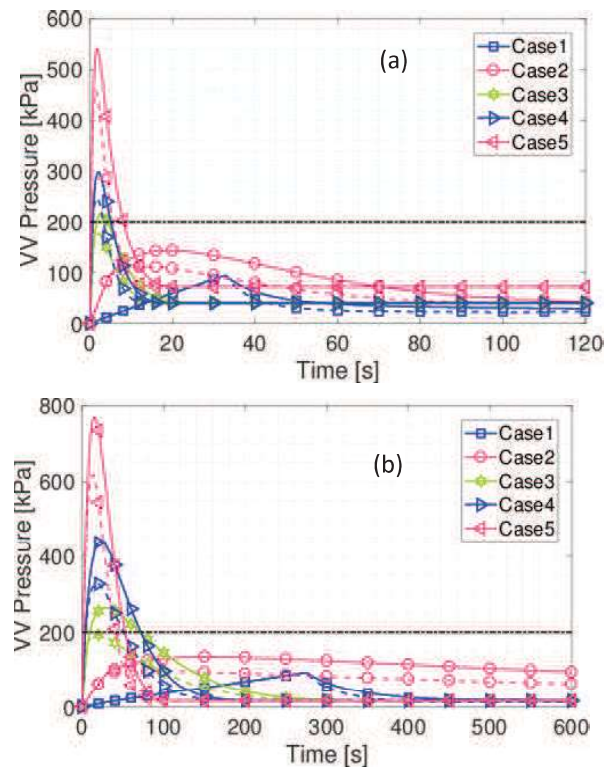 600
500
400
300
200
100
0
VV Pressure [kPa]
(a)
Case1
Case2
Case3
Case4
Case5
0 20 40 60 80 100 120
Time [s]
800
600
400
200
0
VV Pressure [kPa]
(b)
Case1
Case2
Case3
Case4
Case5
0 100 200 300 400 500 600
Time [s]